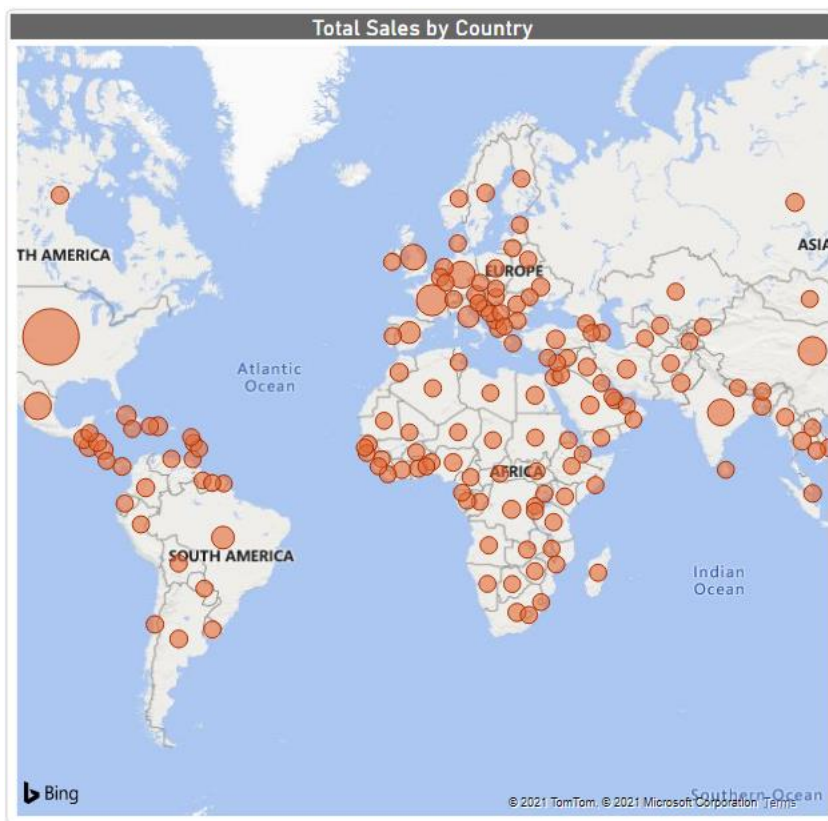 Total Sales by Country
TH AMERICA
EUROPE
ASIA
Atlantic
Ocean
AFRICA
SOUTH AMERICA
Indian
Ocean
Bing
Southern Ocean
© 2021 TomTom, © 2021 Microsoft Corporation Terms